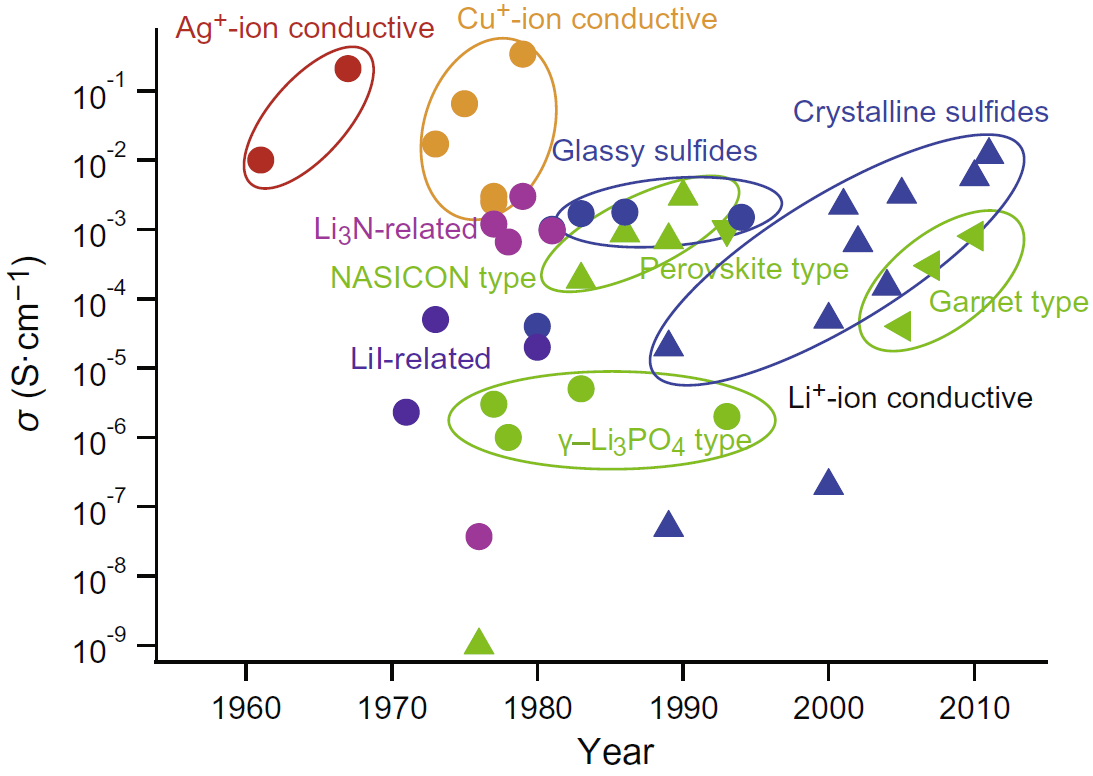 Ag⁺-ion conductive
Cu⁺-ion conductive
10⁻¹
Crystalline sulfides
10⁻²
Glassy sulfides
10⁻³
Li₃N-related
NASICON type
Perovskite type
10⁻⁴
Garnet type
LiI-related
10⁻⁵
Li⁺-ion conductive
10⁻⁶
γ–Li₃PO₄ type
10⁻⁷
10⁻⁸
10⁻⁹
σ (S·cm⁻¹)
1960 1970 1980 1990 2000 2010
Year